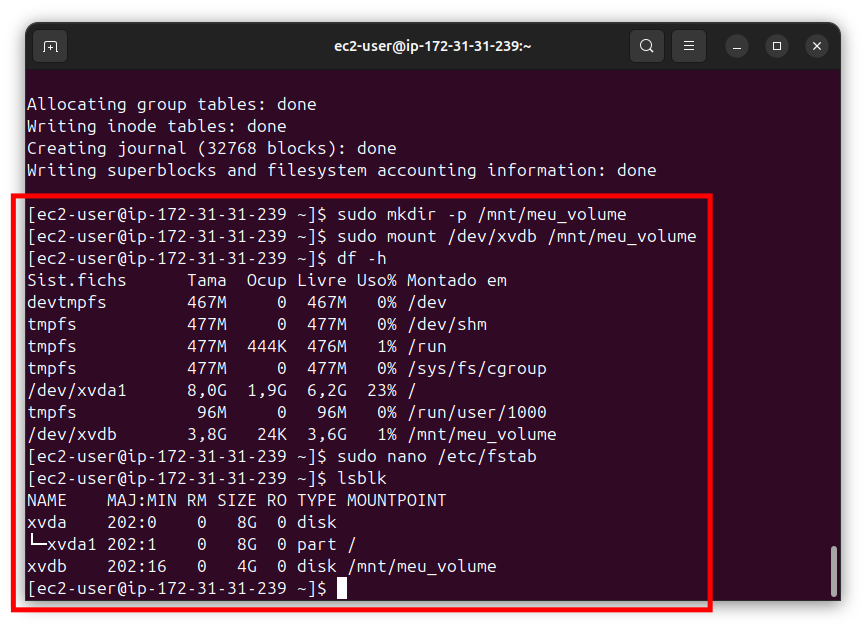 ec2-user@ip-172-31-31-239:~
Allocating group tables: done
Writing inode tables: done
Creating journal (32768 blocks): done
Writing superblocks and filesystem accounting information: done
[ec2-user@ip-172-31-31-239 ~]$ sudo mkdir -p /mnt/meu_volume
[ec2-user@ip-172-31-31-239 ~]$ sudo mount /dev/xvdb /mnt/meu_volume
[ec2-user@ip-172-31-31-239 ~]$ df -h
Sist.fichs      Tama  Ocup Livre Uso% Montado em
devtmpfs        467M     0  467M   0% /dev
tmpfs           477M     0  477M   0% /dev/shm
tmpfs           477M  444K  476M   1% /run
tmpfs           477M     0  477M   0% /sys/fs/cgroup
/dev/xvda1      8,0G  1,9G  6,2G  23% /
tmpfs            96M     0   96M   0% /run/user/1000
/dev/xvdb       3,8G   24K  3,6G   1% /mnt/meu_volume
[ec2-user@ip-172-31-31-239 ~]$ sudo nano /etc/fstab
[ec2-user@ip-172-31-31-239 ~]$ lsblk
NAME    MAJ:MIN RM SIZE RO TYPE MOUNTPOINT
xvda    202:0    0   8G  0 disk
└─xvda1 202:1    0   8G  0 part /
xvdb    202:16   0   4G  0 disk /mnt/meu_volume
[ec2-user@ip-172-31-31-239 ~]$